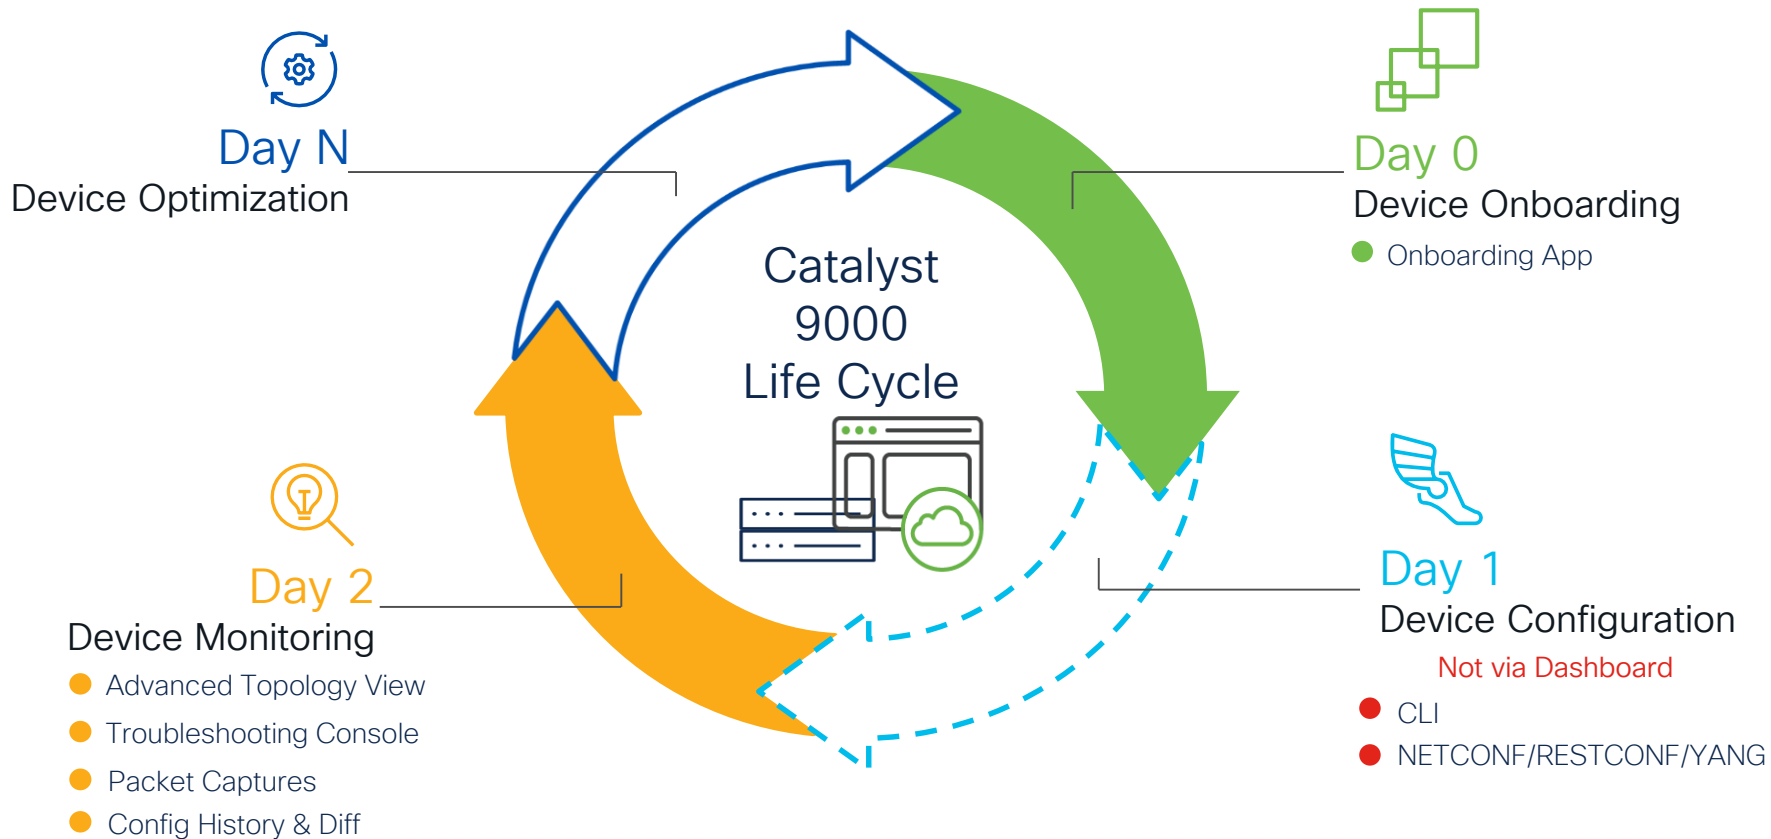 Day N
Device Optimization
Day 0
Device Onboarding
Onboarding App
Catalyst
9000
Life Cycle
Day 1
Device Configuration
Not via Dashboard
CLI
NETCONF/RESTCONF/YANG
Day 2
Device Monitoring
Advanced Topology View
Troubleshooting Console
Packet Captures
Config History & Diff